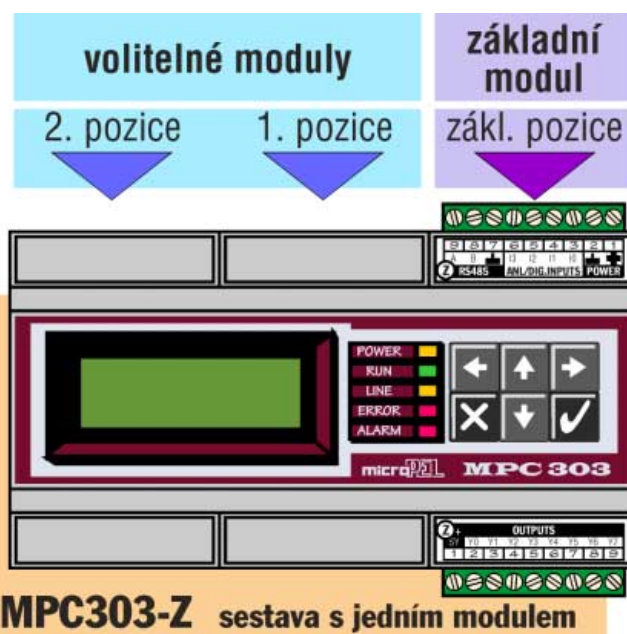 volitelné moduly
základní
modul
2. pozice
1. pozice
zákl. pozice
9 8 7 6 5 4 3 2 1
A B I3 I2 I1 I0
Z RS485 ANL/DIG.INPUTS POWER
POWER
RUN
LINE
ERROR
ALARM
microPEL MPC 303
Z + OUTPUTS
SY Y0 Y1 Y2 Y3 Y4 Y5 Y6 Y7
1 2 3 4 5 6 7 8 9
MPC303-Z sestava s jedním modulem